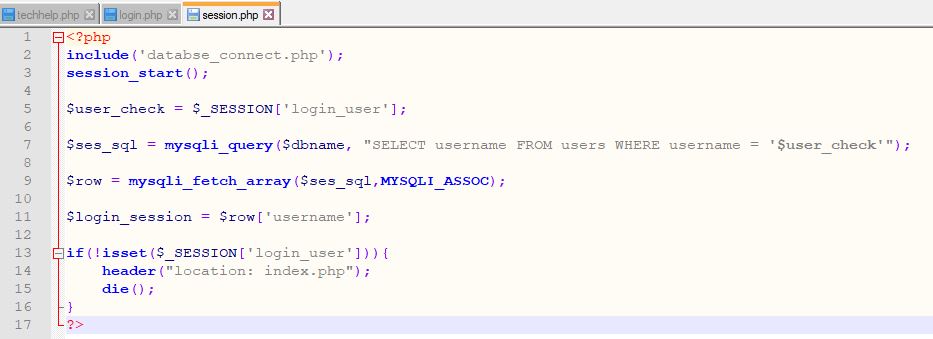 techhelp.php login.php session.php
1 <?php
2 include('databse_connect.php');
3 session_start();
4
5 $user_check = $_SESSION['login_user'];
6
7 $ses_sql = mysqli_query($dbname, "SELECT username FROM users WHERE username = '$user_check'");
8
9 $row = mysqli_fetch_array($ses_sql,MYSQLI_ASSOC);
10
11 $login_session = $row['username'];
12
13 if(!isset($_SESSION['login_user'])){
14 header("location: index.php");
15 die();
16 }
17 ?>